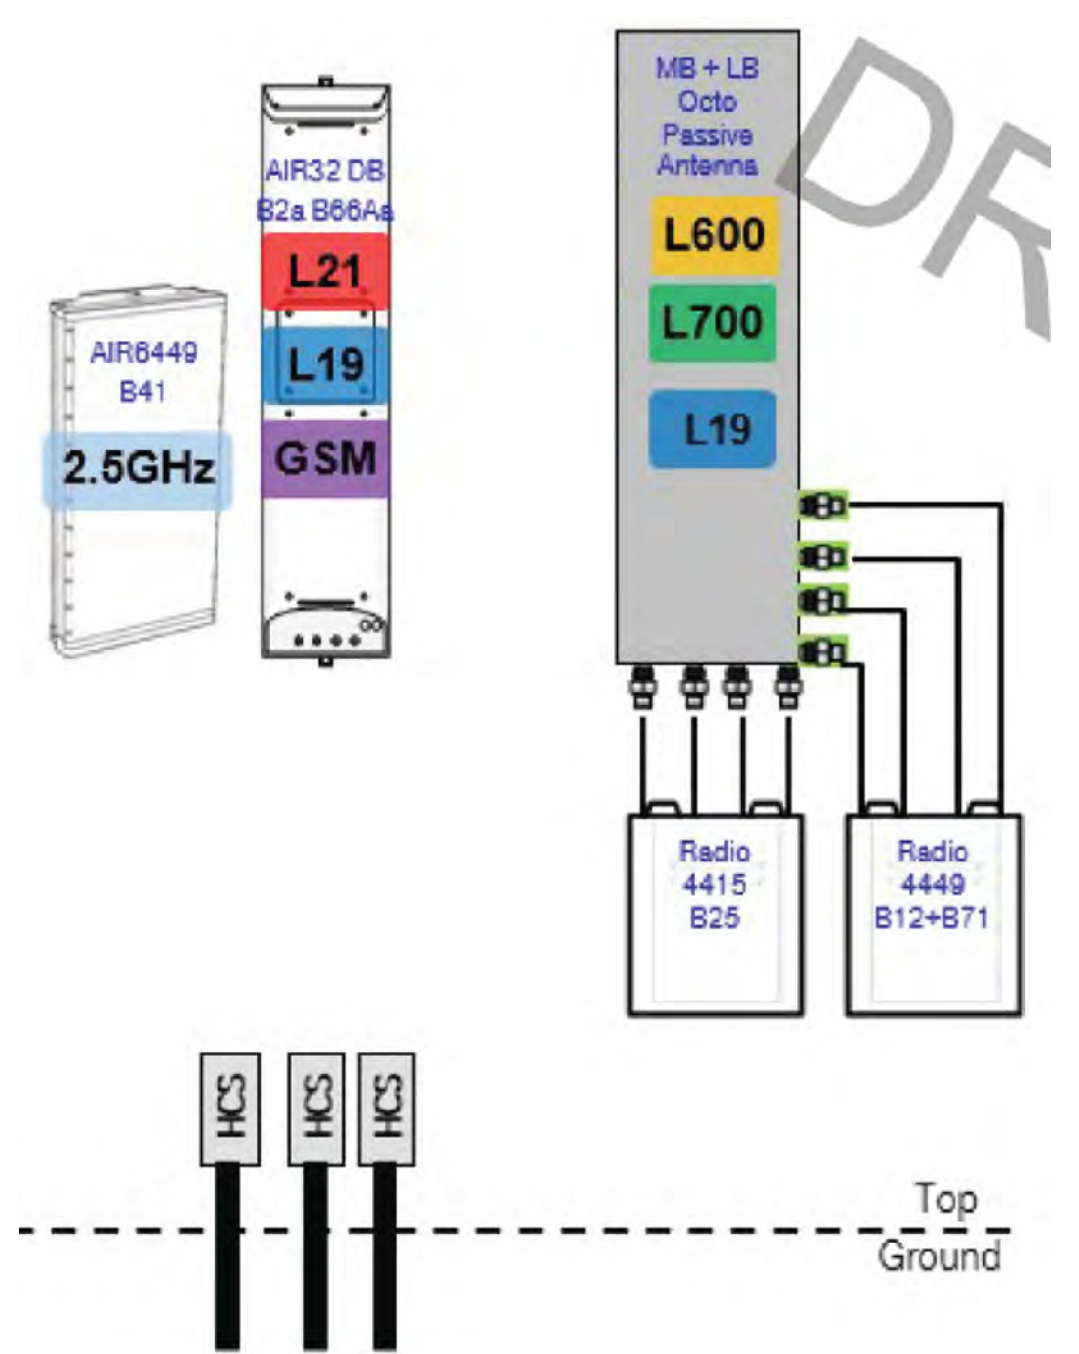 MB + LB
Octo
Passive
Antenna
L600
L700
L19
AIR32 DB
B2a B66Aa
L21
L19
GSM
AIR6449
B41
2.5GHz
DR
Radio
4415
B25
Radio
4449
B12+B71
HCS
HCS
HCS
Top
Ground